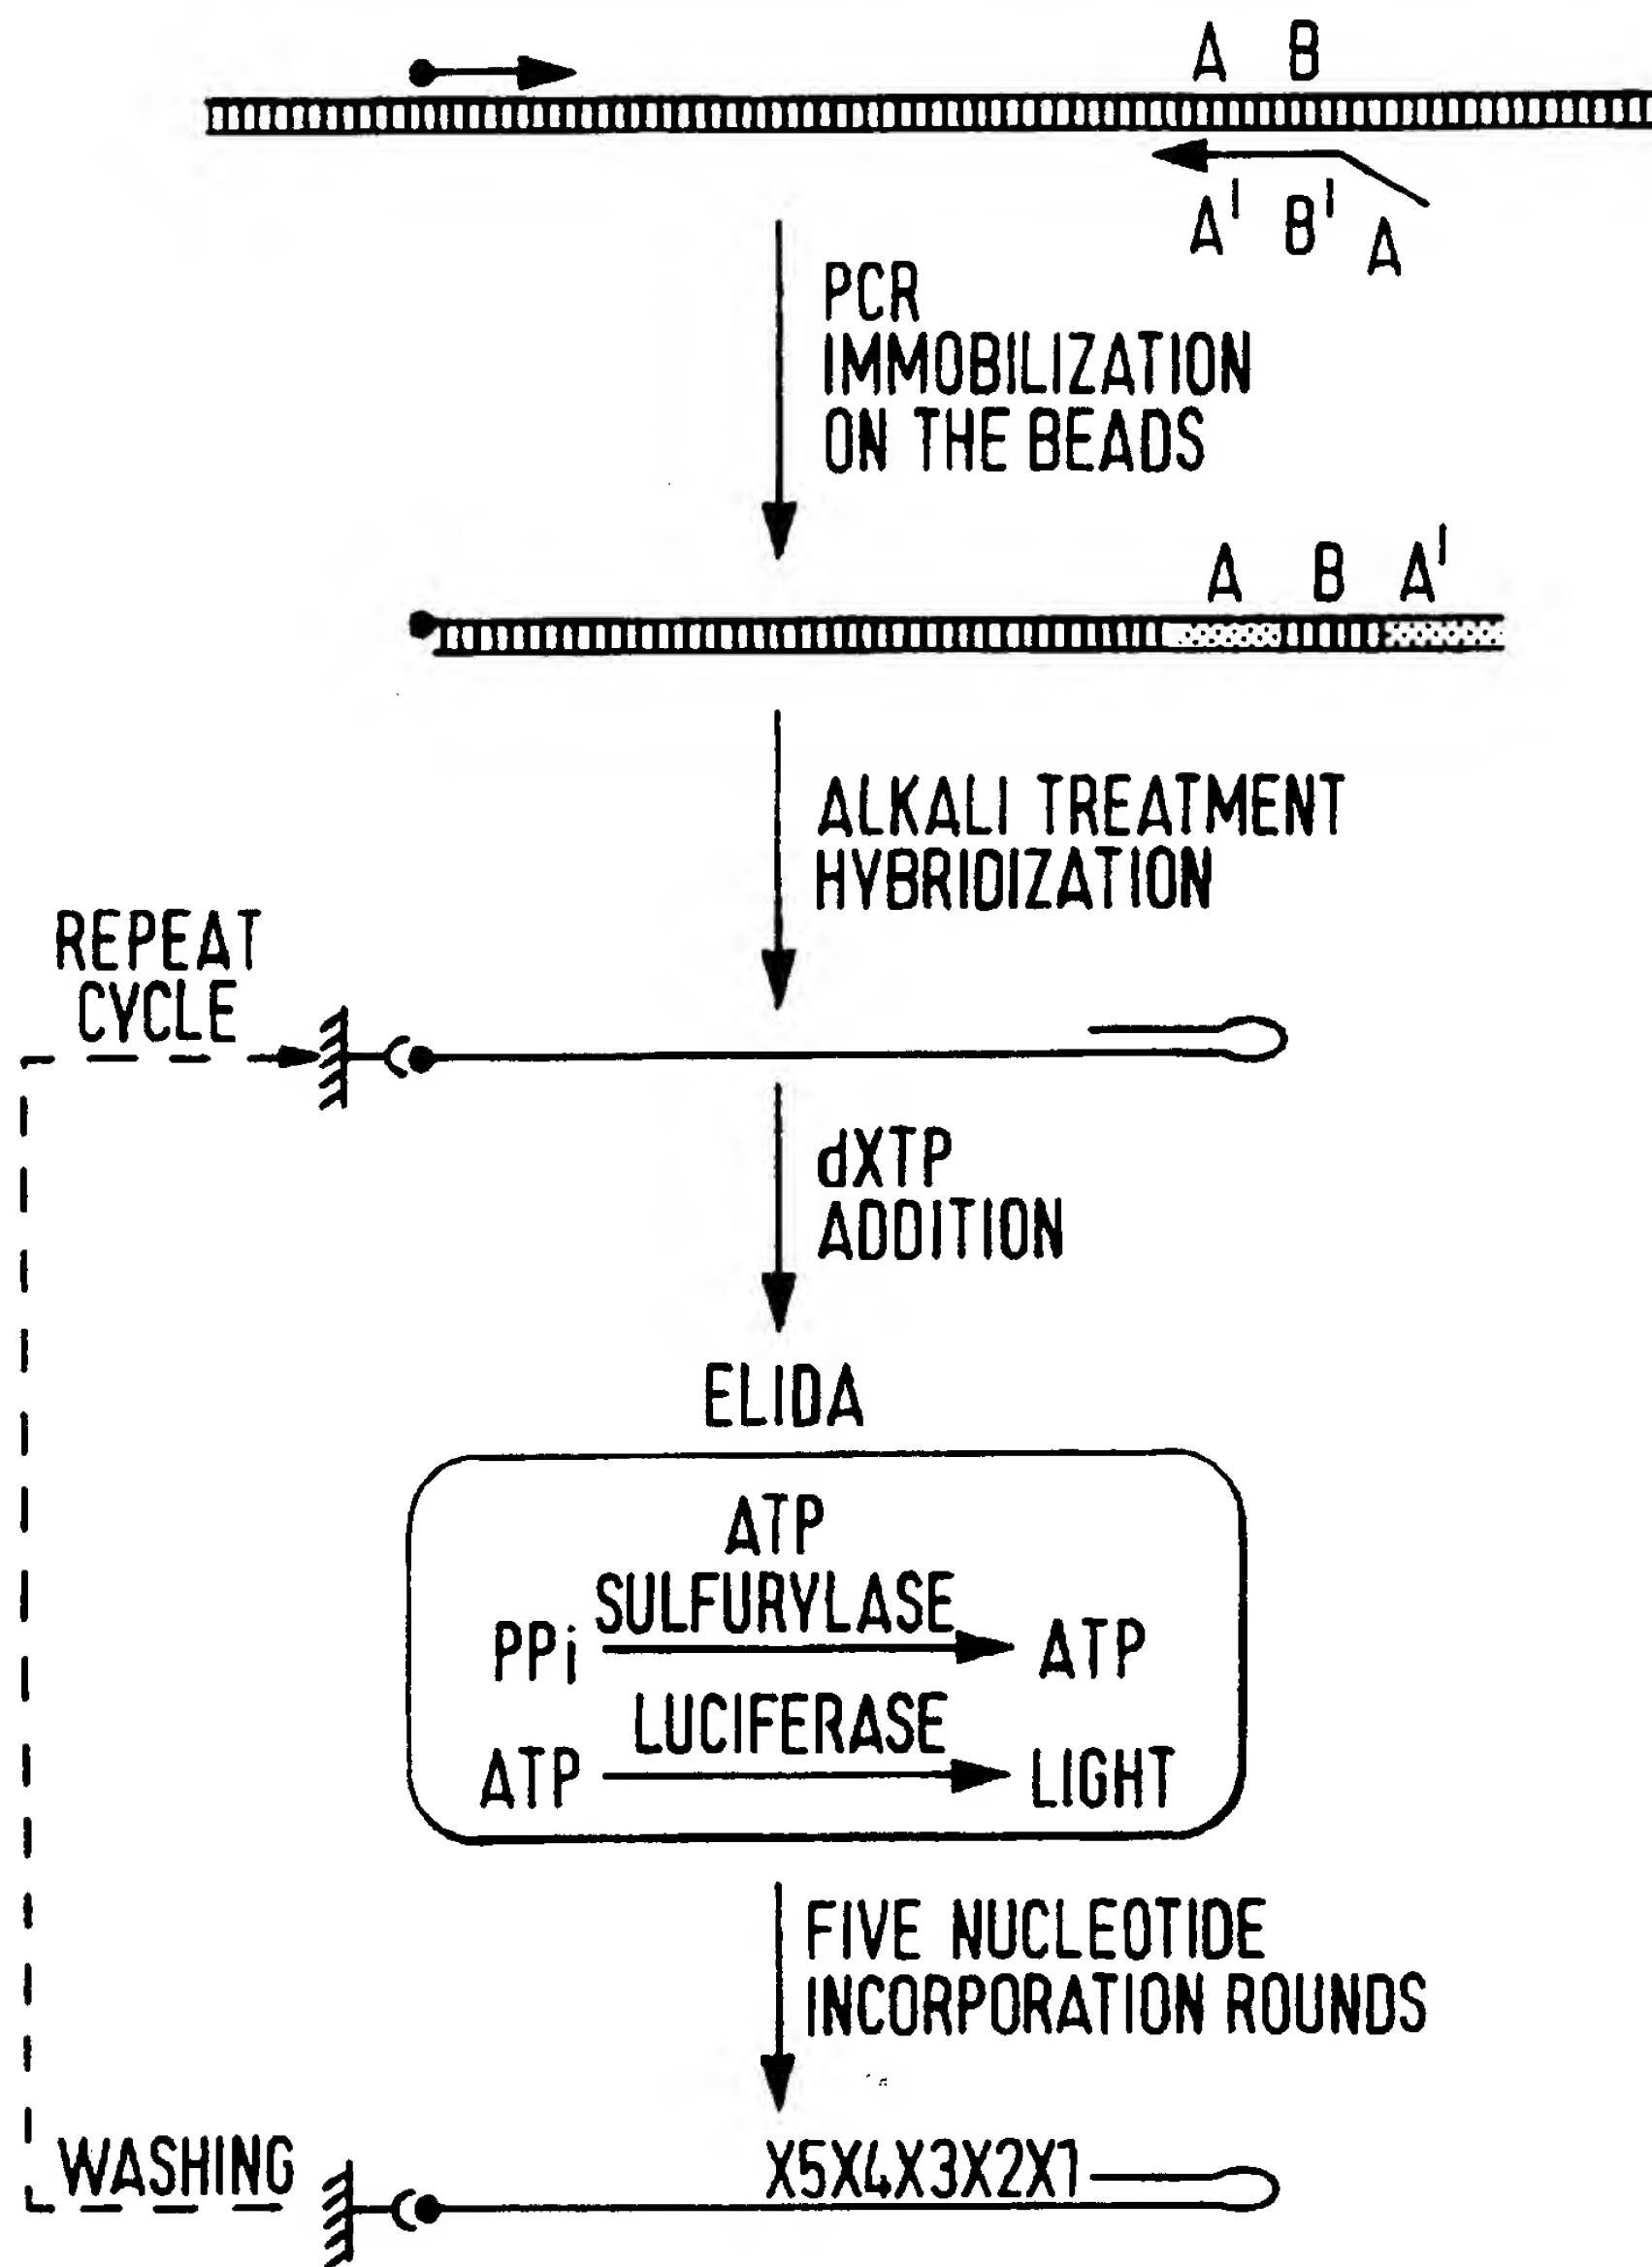 A B
A' B' A
PCR
IMMOBILIZATION
ON THE BEADS
A B A'
ALKALI TREATMENT
HYBRIDIZATION
REPEAT
CYCLE
dXTP
ADDITION
ELIDA
ATP
SULFURYLASE
PPi ATP
LUCIFERASE
ATP LIGHT
FIVE NUCLEOTIDE
INCORPORATION ROUNDS
WASHING
X5X4X3X2X1